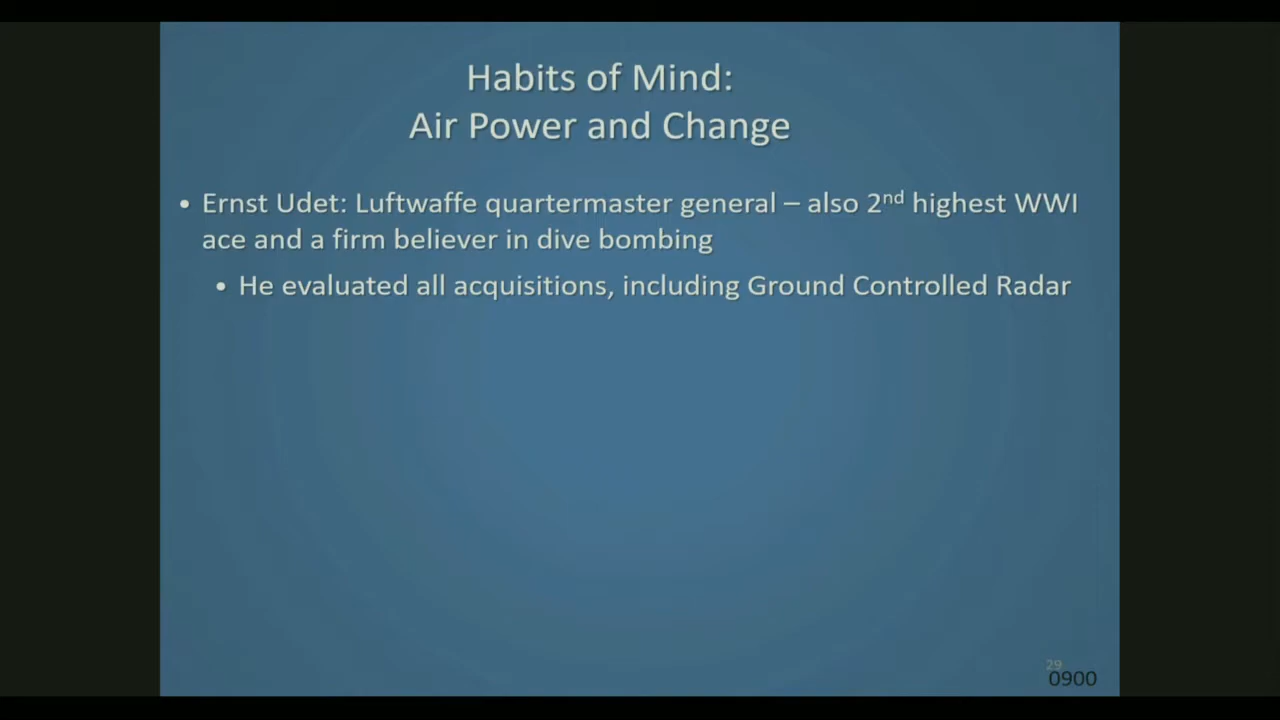 Habits of Mind:
Air Power and Change
• Ernst Udet: Luftwaffe quartermaster general – also 2nd highest WWI
ace and a firm believer in dive bombing
• He evaluated all acquisitions, including Ground Controlled Radar
29
0900